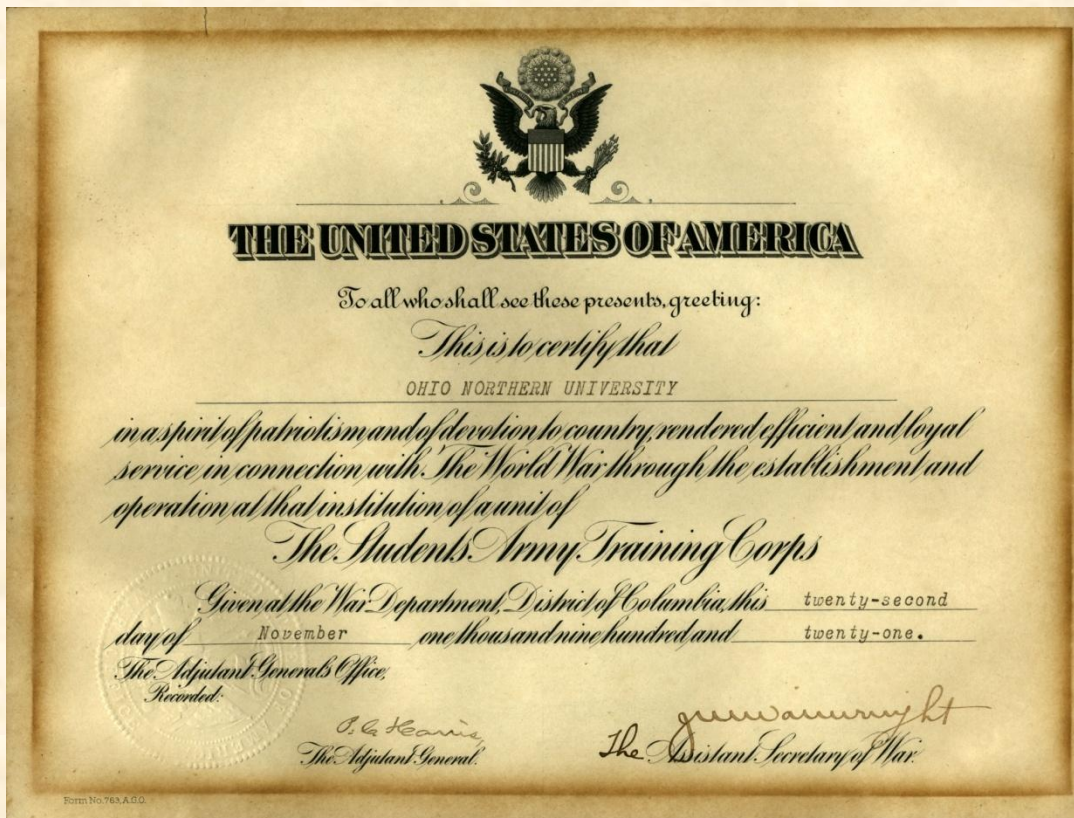 THE UNITED STATES OF AMERICA
To all who shall see these presents, greeting:
This is to certify that
OHIO NORTHERN UNIVERSITY
in a spirit of patriotism and of devotion to country, rendered efficient and loyal
service in connection with The World War through the establishment and
operation at that institution of a unit of
The Students Army Training Corps
Given at the War Department, District of Columbia, this twenty-second
day of November one thousand nine hundred and twenty-one.
The Adjutant General's Office,
Recorded:
P. C. Harris
The Adjutant General.
J M Wainwright
The Assistant Secretary of War.
Form No. 763, A.G.O.